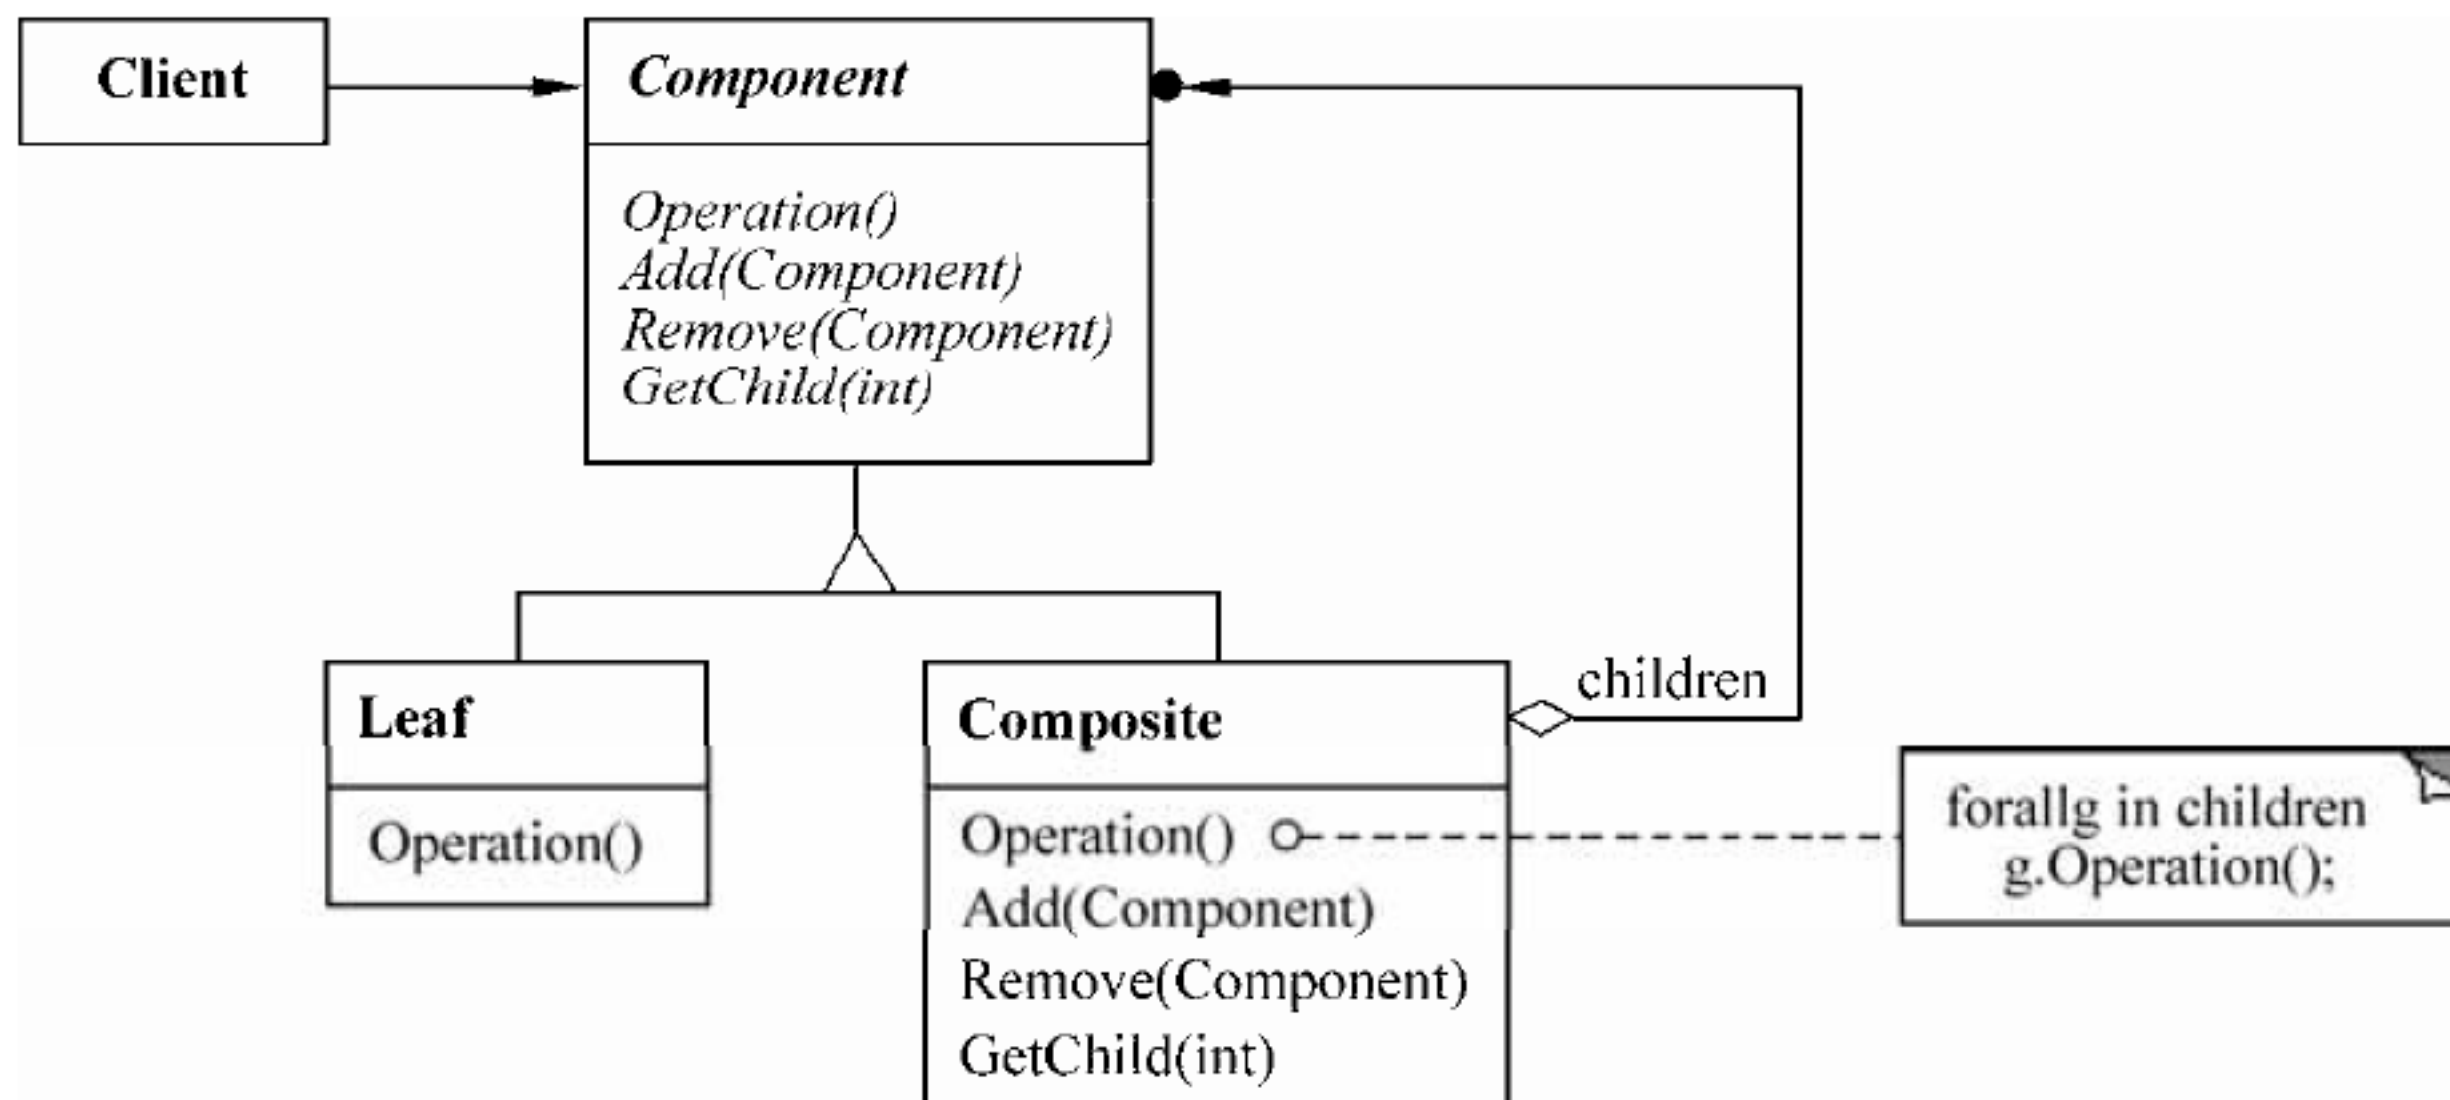 Client
Component
Operation()
Add(Component)
Remove(Component)
GetChild(int)
children
Leaf
Operation()
Composite
Operation()
Add(Component)
Remove(Component)
GetChild(int)
forallg in children
g.Operation();